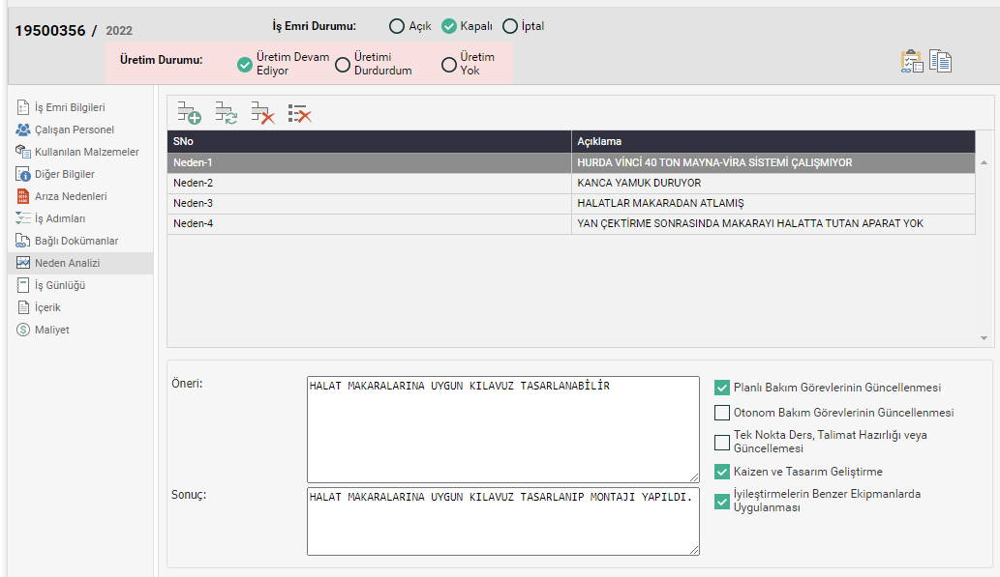 19500356 / 2022
İş Emri Durumu: Açık Kapalı İptal
Üretim Durumu: Üretim Devam Ediyor Üretimi Durdurdum Üretim Yok
İş Emri Bilgileri
Çalışan Personel
Kullanılan Malzemeler
Diğer Bilgiler
Arıza Nedenleri
İş Adımları
Bağlı Dokümanlar
Neden Analizi
İş Günlüğü
İçerik
Maliyet
SNo Açıklama
Neden-1 HURDA VİNCİ 40 TON MAYNA-VİRA SİSTEMİ ÇALIŞMIYOR
Neden-2 KANCA YAMUK DURUYOR
Neden-3 HALATLAR MAKARADAN ATLAMIŞ
Neden-4 YAN ÇEKTİRME SONRASINDA MAKARAYI HALATTA TUTAN APARAT YOK
Öneri:
HALAT MAKARALARINA UYGUN KILAVUZ TASARLANABİLİR
Sonuç:
HALAT MAKARALARINA UYGUN KILAVUZ TASARLANIP MONTAJI YAPILDI.
Planlı Bakım Görevlerinin Güncellenmesi
Otonom Bakım Görevlerinin Güncellenmesi
Tek Nokta Ders, Talimat Hazırlığı veya
Güncellemesi
Kaizen ve Tasarım Geliştirme
İyileştirmelerin Benzer Ekipmanlarda
Uygulanması